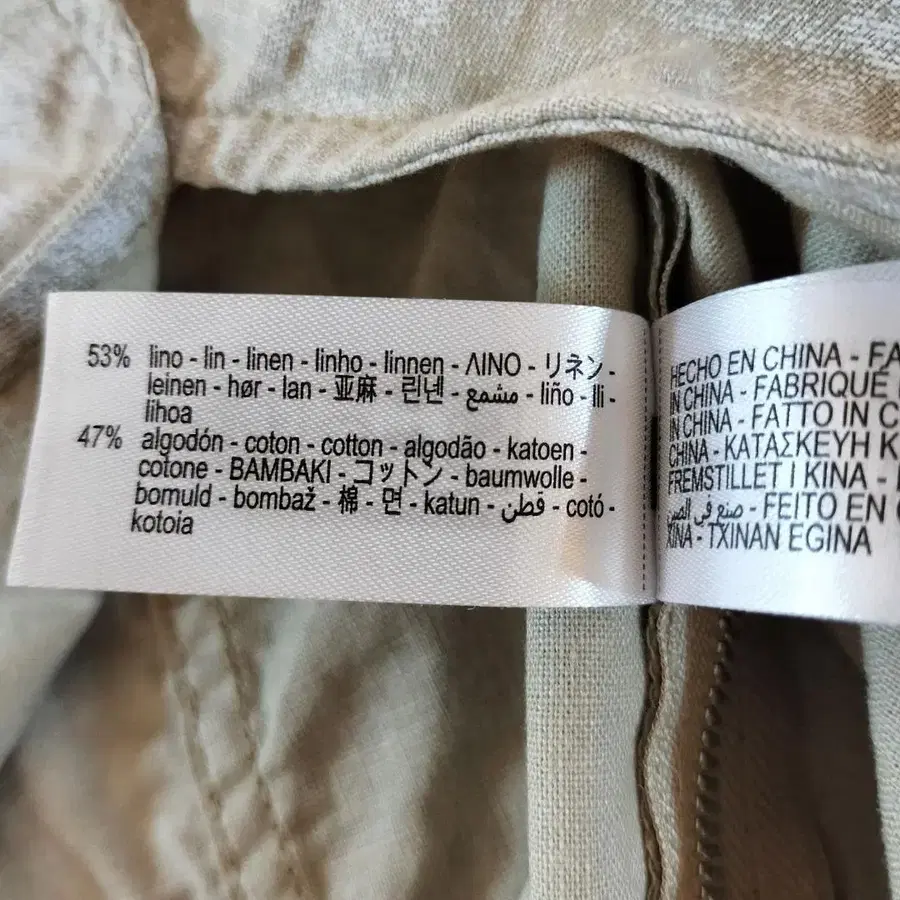 53% lino - lin - linen - linho - linnen - ΛΙΝΟ - リネン -
leinen - hør - lan - 亚麻 - 린넨 - مشمع - liño - lli -
lihoa
47% algodón - coton - cotton - algodão - katoen -
cotone - BAMBAKI - コットン - baumwolle -
bomuld - bombaž - 棉 - 면 - katun - قطن - cotó -
kotoia
HECHO EN CHINA - FA
IN CHINA - FABRIQUÉ
IN CHINA - FATTO IN C
CHINA - ΚΑΤΑΣΚΕΥΗ Κ
FREMSTILLET I KINA -
صنع في الصين - FEITO EN
XINA - TXINAN EGINA